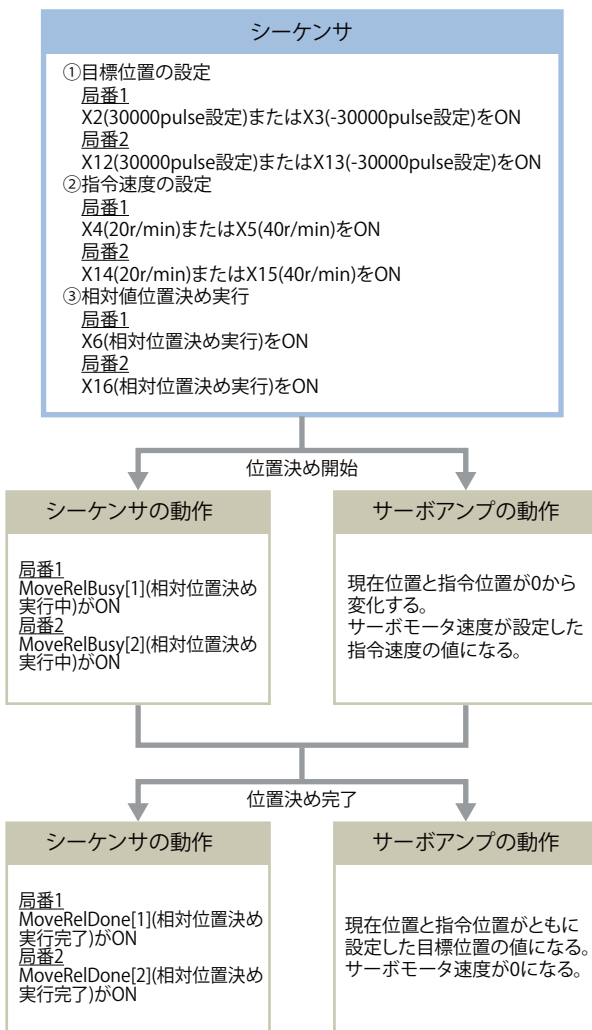 シーケンサ
①目標位置の設定
局番1
X2(30000pulse設定)またはX3(-30000pulse設定)をON
局番2
X12(30000pulse設定)またはX13(-30000pulse設定)をON
②指令速度の設定
局番1
X4(20r/min)またはX5(40r/min)をON
局番2
X14(20r/min)またはX15(40r/min)をON
③相対値位置決め実行
局番1
X6(相対位置決め実行)をON
局番2
X16(相対位置決め実行)をON
位置決め開始
シーケンサの動作
局番1
MoveRelBusy[1](相対位置決め
実行中)がON
局番2
MoveRelBusy[2](相対位置決め
実行中)がON
サーボアンプの動作
現在位置と指令位置が0から
変化する。
サーボモータ速度が設定した
指令速度の値になる。
位置決め完了
シーケンサの動作
局番1
MoveRelDone[1](相対位置決め
実行完了)がON
局番2
MoveRelDone[2](相対位置決め
実行完了)がON
サーボアンプの動作
現在位置と指令位置がともに
設定した目標位置の値になる。
サーボモータ速度が0になる。